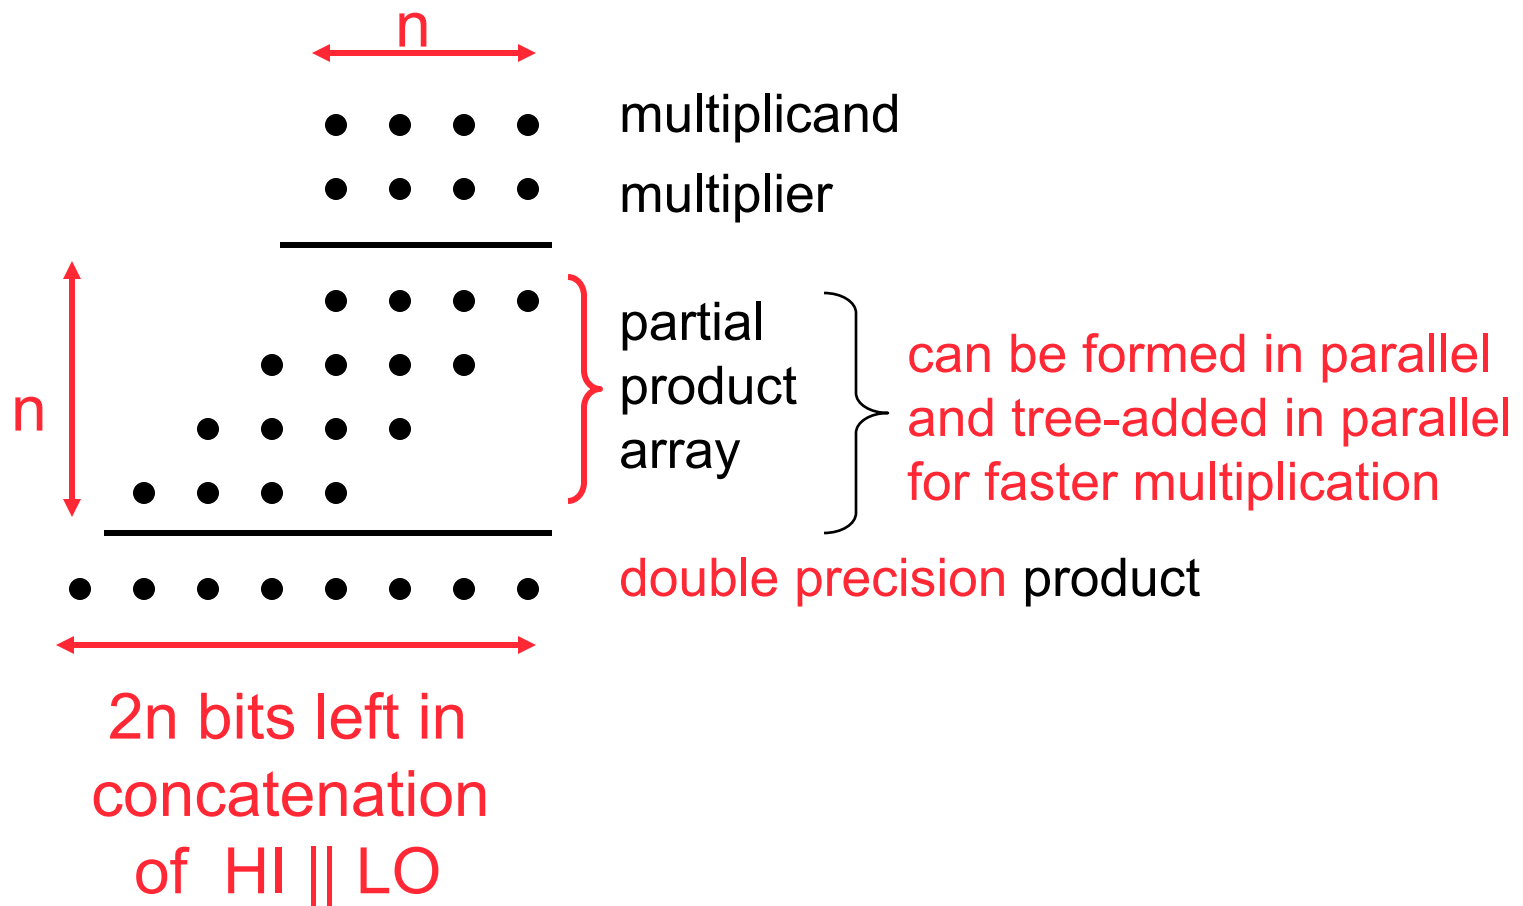 n
multiplicand
multiplier
n
partial
product
array
can be formed in parallel
and tree-added in parallel
for faster multiplication
double precision product
2n bits left in
concatenation
of HI || LO